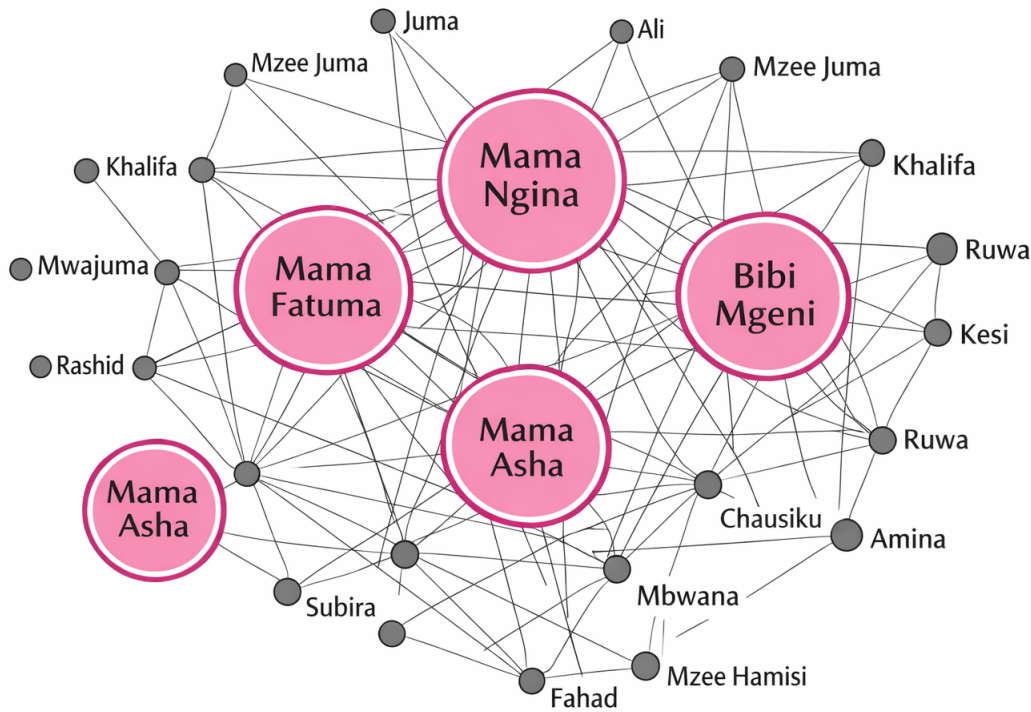 Juma
Ali
Mzee Juma
Mzee Juma
Mama
Ngina
Khalifa
Khalifa
Mama
Fatuma
Bibi
Mgeni
Ruwa
Mwajuma
Kesi
Rashid
Mama
Asha
Ruwa
Mama
Asha
Chausiku
Amina
Subira
Mbwana
Mzee Hamisi
Fahad